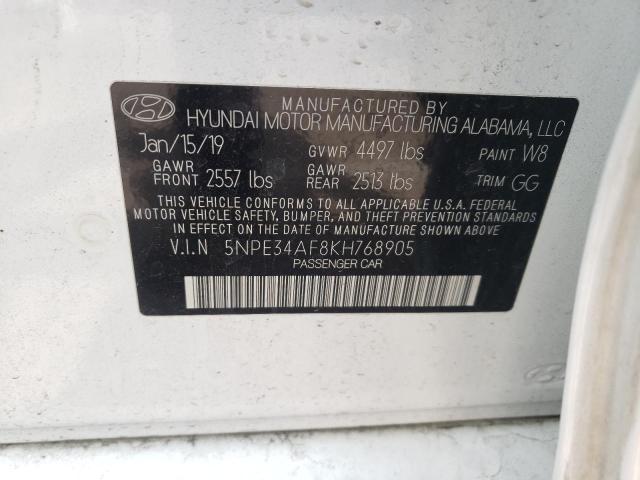 MANUFACTURED BY
HYUNDAI MOTOR MANUFACTURING ALABAMA, LLC
Jan/15/19 GVWR 4497 lbs PAINT W8
GAWR FRONT 2557 lbs GAWR REAR 2513 lbs TRIM GG
THIS VEHICLE CONFORMS TO ALL APPLICABLE U.S.A. FEDERAL
MOTOR VEHICLE SAFETY, BUMPER, AND THEFT PREVENTION STANDARDS
IN EFFECT ON THE DATE OF MANUFACTURE SHOWN ABOVE.
V.I.N 5NPE34AF8KH768905
PASSENGER CAR